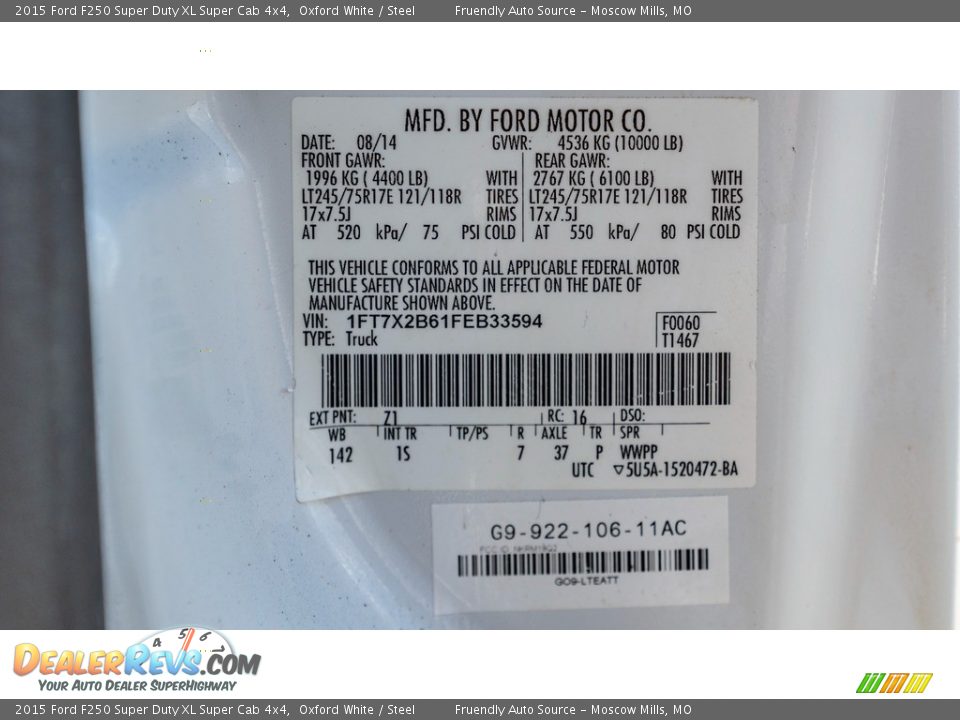 2015 Ford F250 Super Duty XL Super Cab 4x4, Oxford White / Steel Fruendly Auto Source - Moscow Mills, MO
MFD. BY FORD MOTOR CO.
DATE: 08/14 GVWR: 4536 KG (10000 LB)
FRONT GAWR: REAR GAWR:
1996 KG ( 4400 LB) WITH 2767 KG ( 6100 LB) WITH
LT245/75R17E 121/118R TIRES LT245/75R17E 121/118R TIRES
17x7.5J RIMS 17x7.5J RIMS
AT 520 kPa/ 75 PSI COLD AT 550 kPa/ 80 PSI COLD
THIS VEHICLE CONFORMS TO ALL APPLICABLE FEDERAL MOTOR
VEHICLE SAFETY STANDARDS IN EFFECT ON THE DATE OF
MANUFACTURE SHOWN ABOVE.
VIN: 1FT7X2B61FEB33594 F0060
TYPE: Truck T1467
EXT PNT: Z1 RC: 16 DSO:
WB INT TR TP/PS R AXLE TR SPR
142 1S 7 37 P WWPP
UTC ▽5U5A-1520472-BA
G9-922-106-11AC
GO9-LTEATT
4 5 6
DEALERREVS.COM
YOUR AUTO DEALER SUPERHIGHWAY
2015 Ford F250 Super Duty XL Super Cab 4x4, Oxford White / Steel Fruendly Auto Source - Moscow Mills, MO